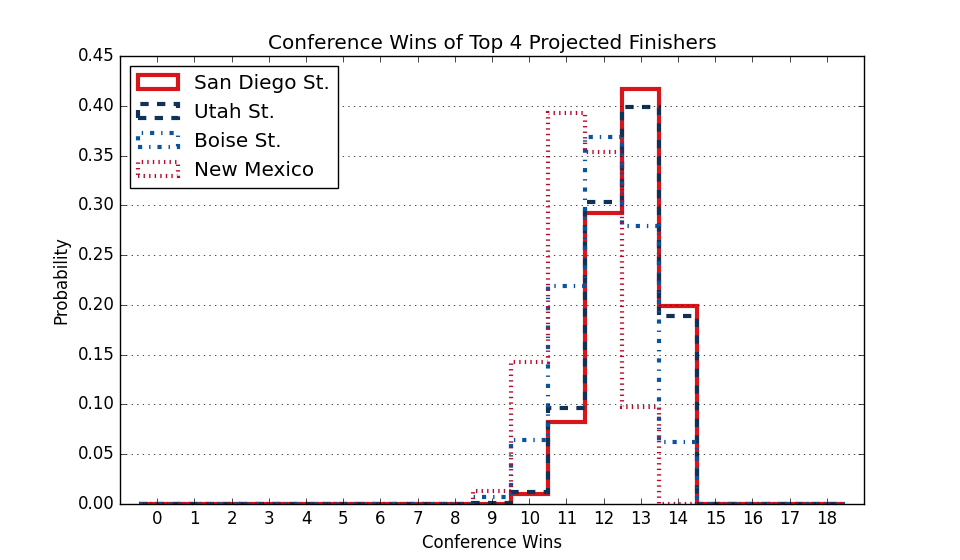 Conference Wins of Top 4 Projected Finishers
0.45
0.40
0.35
0.30
0.25
0.20
0.15
0.10
0.05
0.00
Probability
San Diego St.
Utah St.
Boise St.
New Mexico
0 1 2 3 4 5 6 7 8 9 10 11 12 13 14 15 16 17 18
Conference Wins